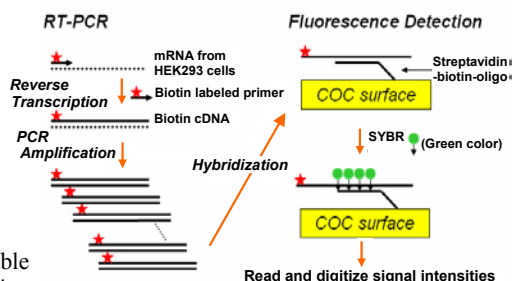 RT-PCR
mRNA from
HEK293 cells
Reverse
Transcription
Biotin labeled primer
Biotin cDNA
PCR
Amplification
Hybridization
Fluorescence Detection
Streptavidin
-biotin-oligo
COC surface
SYBR
(Green color)
COC surface
Read and digitize signal intensities
ble